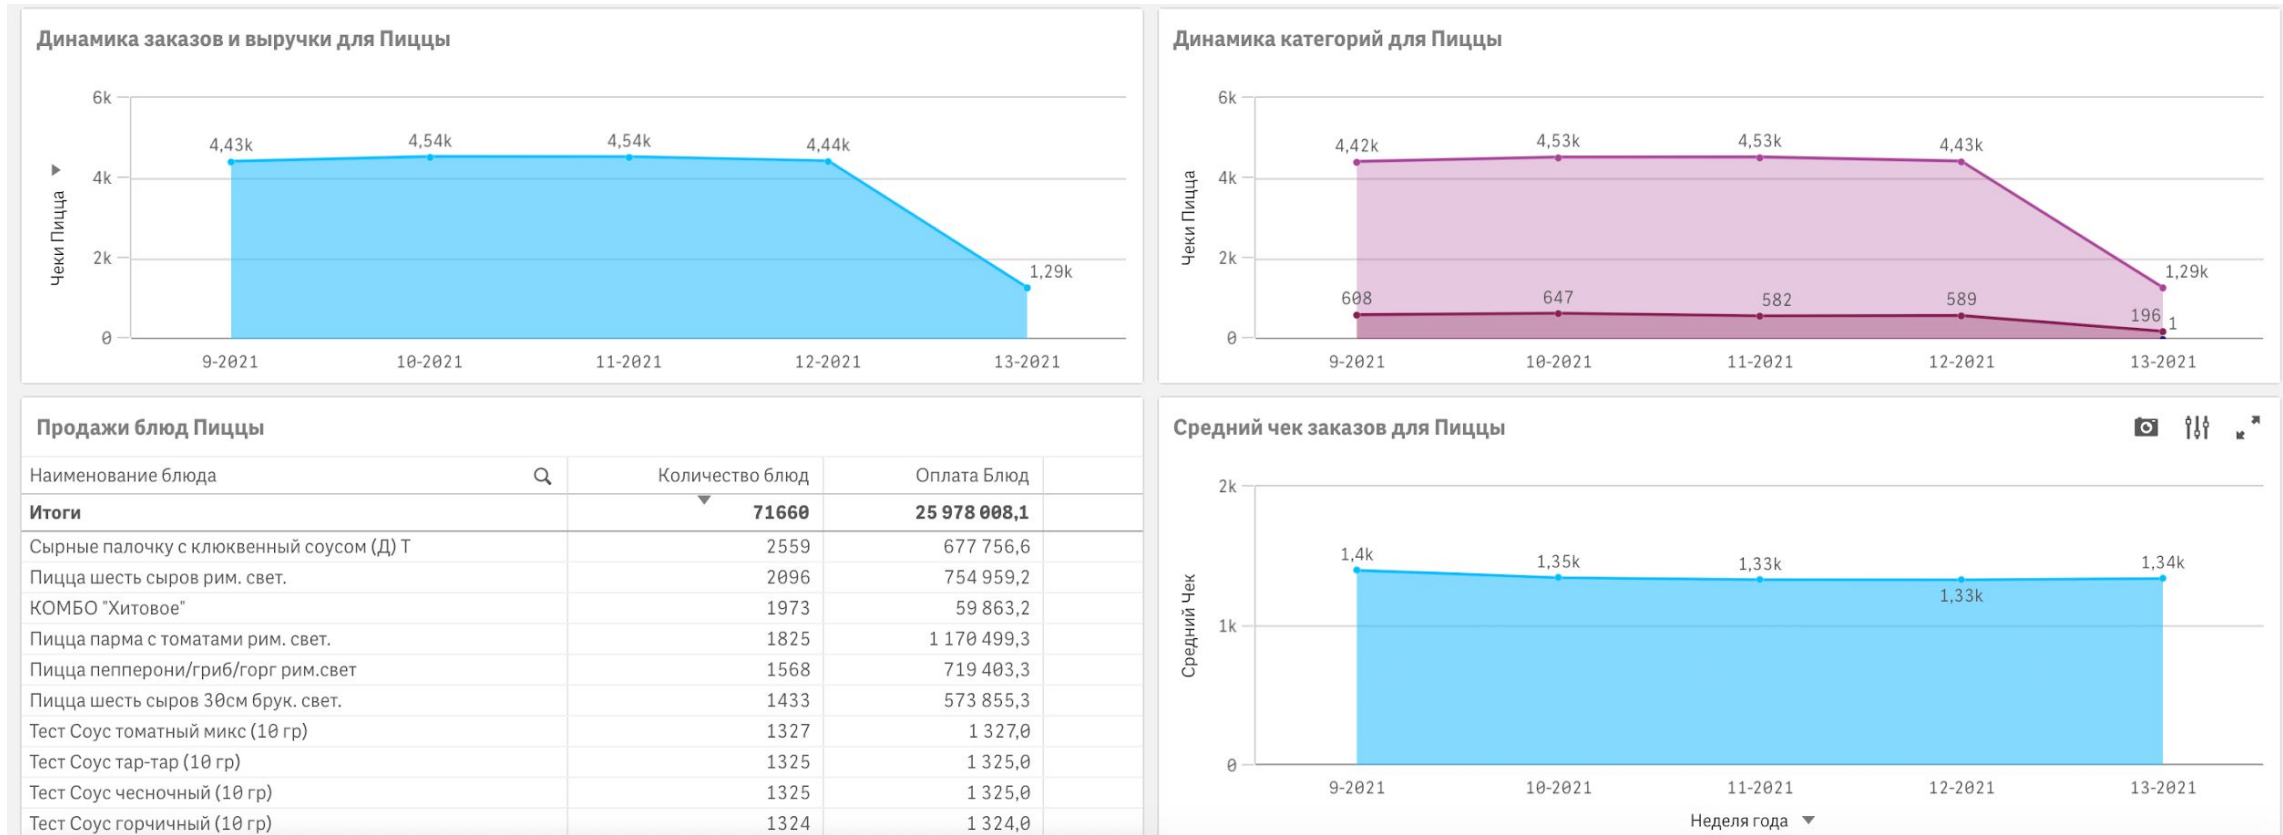 Динамика заказов и выручки для Пиццы
Чеки Пицца
6k
4k
2k
0
4,43k
4,54k
4,54k
4,44k
1,29k
9-2021
10-2021
11-2021
12-2021
13-2021
Динамика категорий для Пиццы
Чеки Пицца
6k
4k
2k
0
4,42k
4,53k
4,53k
4,43k
1,29k
608
647
582
589
196
1
9-2021
10-2021
11-2021
12-2021
13-2021
Продажи блюд Пиццы
Наименование блюда Количество блюд Оплата Блюд
Итоги 71660 25 978 008,1
Сырные палочку с клюквенный соусом (Д) Т 2559 677 756,6
Пицца шесть сыров рим. свет. 2096 754 959,2
КОМБО "Хитовое" 1973 59 863,2
Пицца парма с томатами рим. свет. 1825 1 170 499,3
Пицца пепперони/гриб/горг рим.свет 1568 719 403,3
Пицца шесть сыров 30см брук. свет. 1433 573 855,3
Тест Соус томатный микс (10 гр) 1327 1 327,0
Тест Соус тар-тар (10 гр) 1325 1 325,0
Тест Соус чесночный (10 гр) 1325 1 325,0
Тест Соус горчичный (10 гр) 1324 1 324,0
Средний чек заказов для Пиццы
Средний Чек
2k
1k
0
1,4k
1,35k
1,33k
1,33k
1,34k
9-2021
10-2021
11-2021
12-2021
13-2021
Неделя года